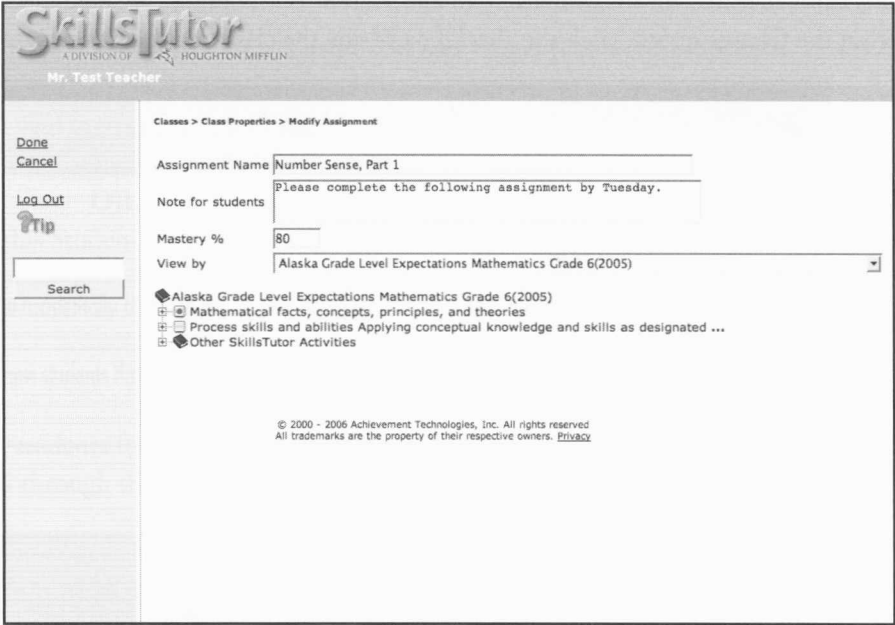 SkillsTutor
A DIVISION OF HOUGHTON MIFFLIN
Mr. Test Teacher
Classes > Class Properties > Modify Assignment
Done
Cancel
Log Out
?Tip
Search
Assignment Name Number Sense, Part 1
Note for students Please complete the following assignment by Tuesday.
Mastery % 80
View by Alaska Grade Level Expectations Mathematics Grade 6(2005)
Alaska Grade Level Expectations Mathematics Grade 6(2005)
Mathematical facts, concepts, principles, and theories
Process skills and abilities Applying conceptual knowledge and skills as designated ...
Other SkillsTutor Activities
© 2000 - 2006 Achievement Technologies, Inc. All rights reserved
All trademarks are the property of their respective owners. Privacy